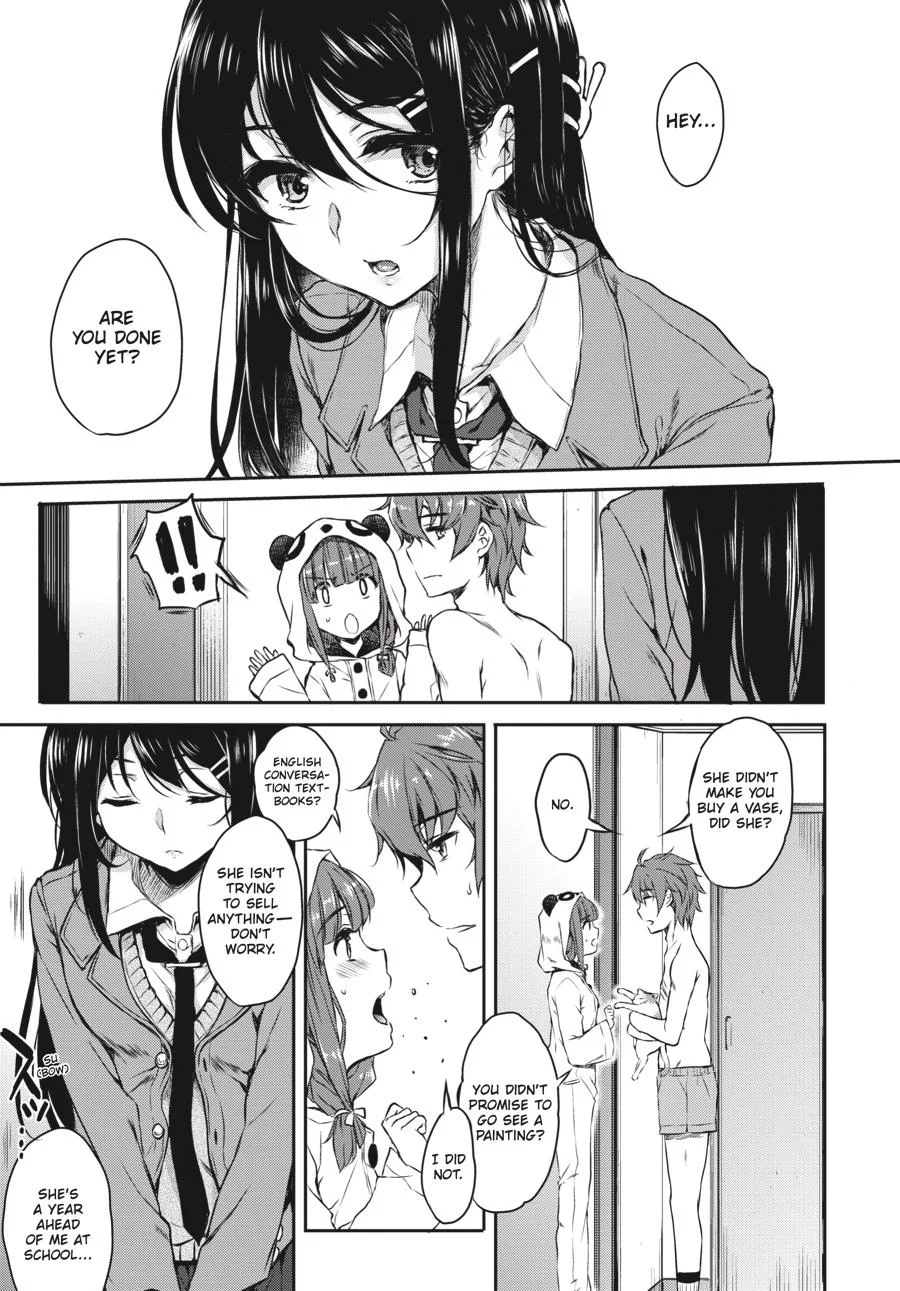 HEY...
ARE
YOU DONE
YET?
!!
SHE DIDN'T
MAKE YOU
BUY A VASE,
DID SHE?
NO.
YOU DIDN'T
PROMISE TO
GO SEE A
PAINTING?
I DID
NOT.
ENGLISH
CONVERSA-
TION TEXT-
BOOKS?
SHE ISN'T
TRYING
TO SELL
ANYTHING—
DON'T
WORRY.
スッ
SU
(BOW)
SHE'S
A YEAR
AHEAD
OF ME AT
SCHOOL...